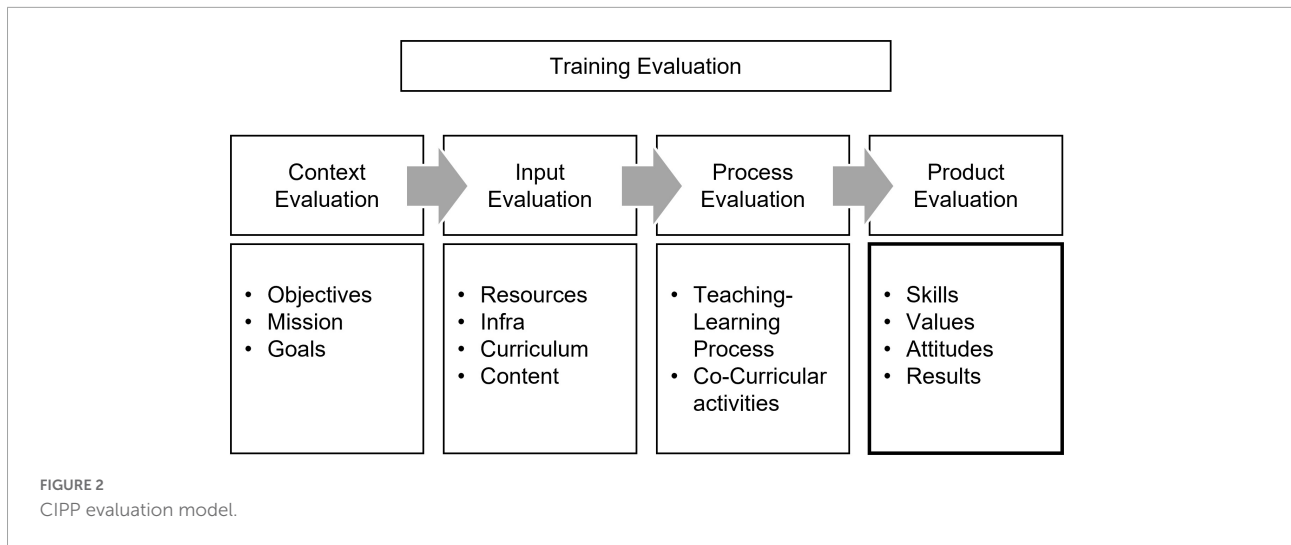 Training Evaluation
Context
Evaluation
Input
Evaluation
Process
Evaluation
Product
Evaluation
• Objectives
• Mission
• Goals
• Resources
• Infra
• Curriculum
• Content
• Teaching-
Learning
Process
• Co-Curricular
activities
• Skills
• Values
• Attitudes
• Results
FIGURE 2
CIPP evaluation model.